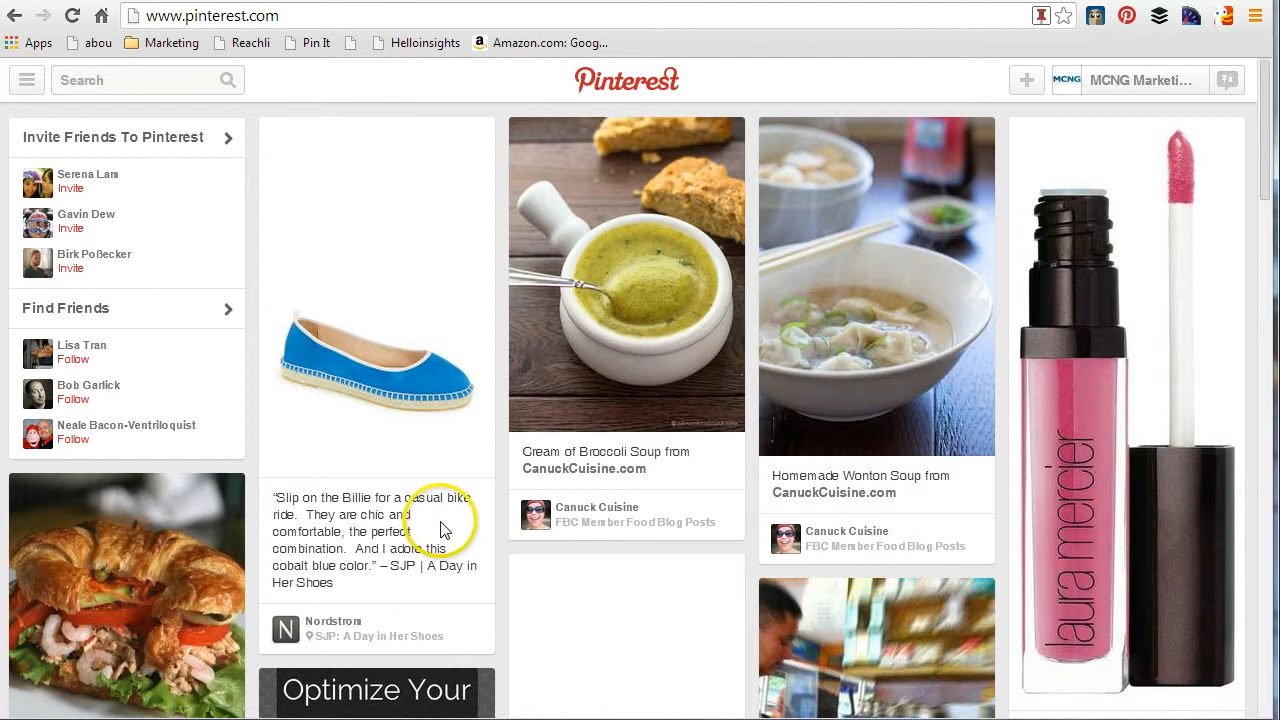 www.pinterest.com
Apps
abou
Marketing
Reachli
Pin It
Helloinsights
Amazon.com: Goog...
Search
Pinterest
MCNG
MCNG Marketi...
Invite Friends To Pinterest
Serena Lam
Invite
Gavin Dew
Invite
Birk Poßecker
Invite
Find Friends
Lisa Tran
Follow
Bob Garlick
Follow
Neale Bacon-Ventriloquist
Follow
"Slip on the Billie for a casual bike
ride. They are chic and
comfortable, the perfect
combination. And I adore this
cobalt blue color." – SJP | A Day in
Her Shoes
N
Nordstrom
SJP: A Day in Her Shoes
Optimize Your
©canuckcuisine.com
Cream of Broccoli Soup from
CanuckCuisine.com
Canuck Cuisine
FBC Member Food Blog Posts
Homemade Wonton Soup from
CanuckCuisine.com
Canuck Cuisine
FBC Member Food Blog Posts
laura mercier